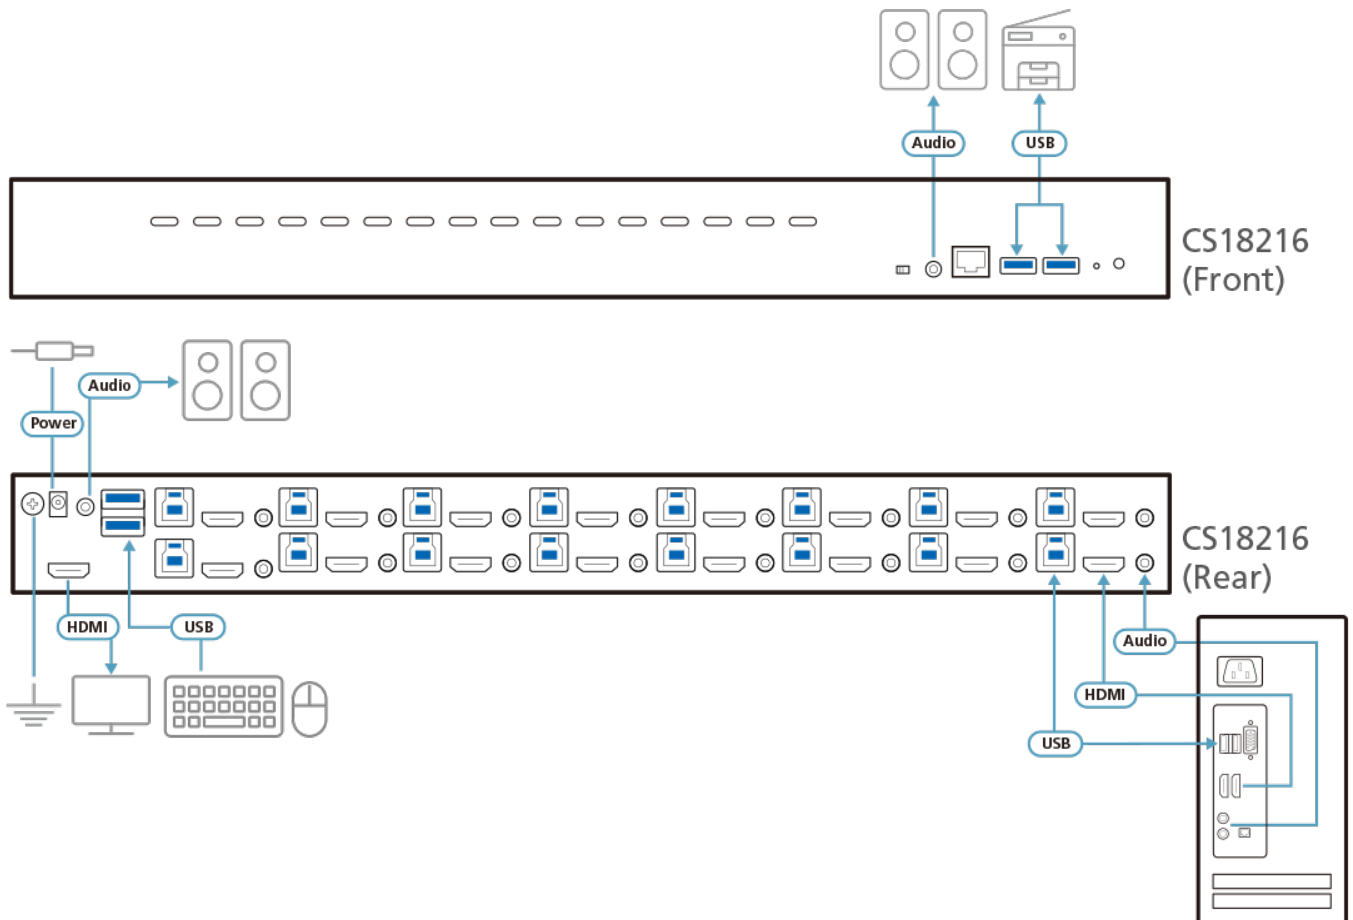 Audio
USB
CS18216
(Front)
Audio
Power
CS18216
(Rear)
HDMI
USB
Audio
HDMI
USB